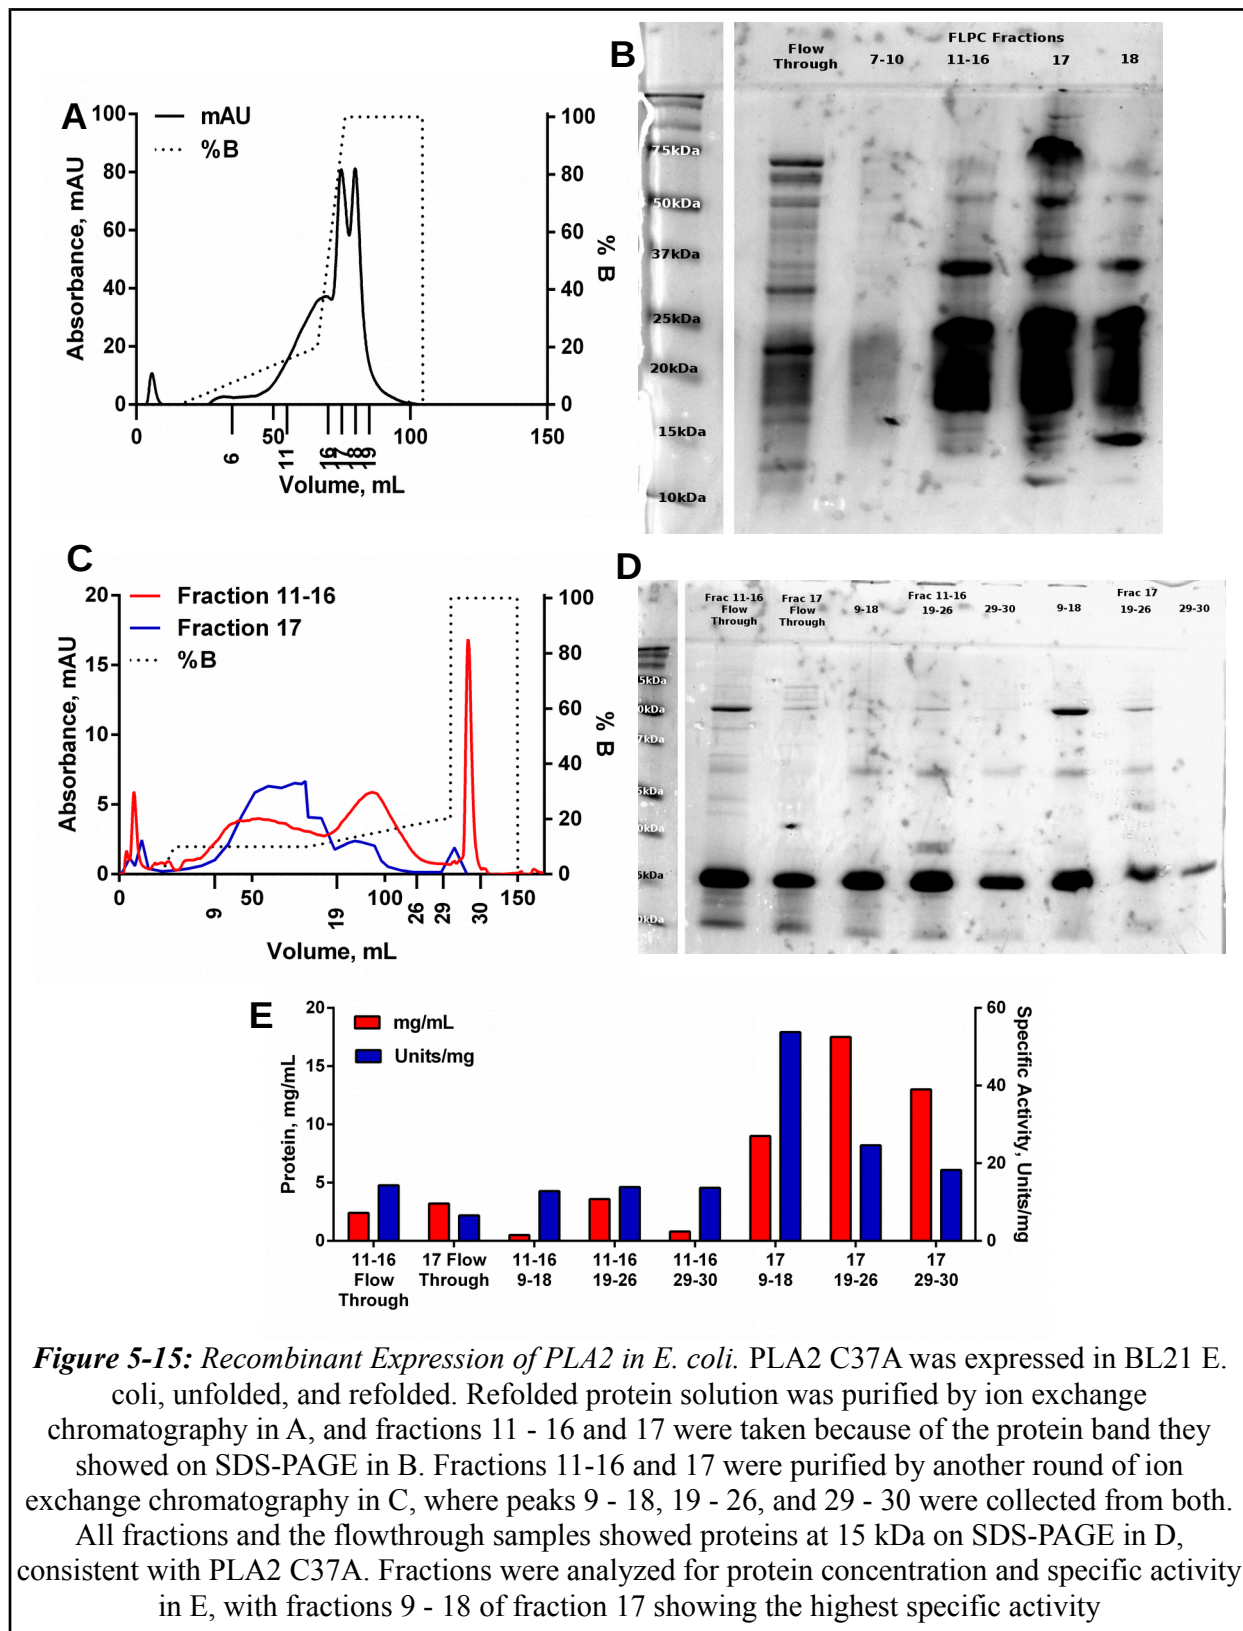 A
mAU
%B
100
80
60
40
20
0
Absorbance, mAU
100
80
60
40
20
0
% B
0
50
100
150
6
11
16
17
18
19
Volume, mL
B
FLPC Fractions
Flow
Through
7-10
11-16
17
18
75kDa
50kDa
37kDa
25kDa
20kDa
15kDa
10kDa
C
Fraction 11-16
Fraction 17
%B
20
15
10
5
0
Absorbance, mAU
100
80
60
40
20
0
% B
0
50
100
150
9
19
26
29
30
Volume, mL
D
Frac 11-16
Flow
Through
Frac 17
Flow
Through
9-18
Frac 11-16
19-26
29-30
9-18
Frac 17
19-26
29-30
5kDa
0kDa
7kDa
5kDa
0kDa
5kDa
0kDa
E
mg/mL
Units/mg
20
15
10
5
0
Protein, mg/mL
60
40
20
0
Specific Activity, Units/mg
11-16
Flow
Through
17 Flow
Through
11-16
9-18
11-16
19-26
11-16
29-30
17
9-18
17
19-26
17
29-30
Figure 5-15: Recombinant Expression of PLA2 in E. coli. PLA2 C37A was expressed in BL21 E.
coli, unfolded, and refolded. Refolded protein solution was purified by ion exchange
chromatography in A, and fractions 11 - 16 and 17 were taken because of the protein band they
showed on SDS-PAGE in B. Fractions 11-16 and 17 were purified by another round of ion
exchange chromatography in C, where peaks 9 - 18, 19 - 26, and 29 - 30 were collected from both.
All fractions and the flowthrough samples showed proteins at 15 kDa on SDS-PAGE in D,
consistent with PLA2 C37A. Fractions were analyzed for protein concentration and specific activity
in E, with fractions 9 - 18 of fraction 17 showing the highest specific activity